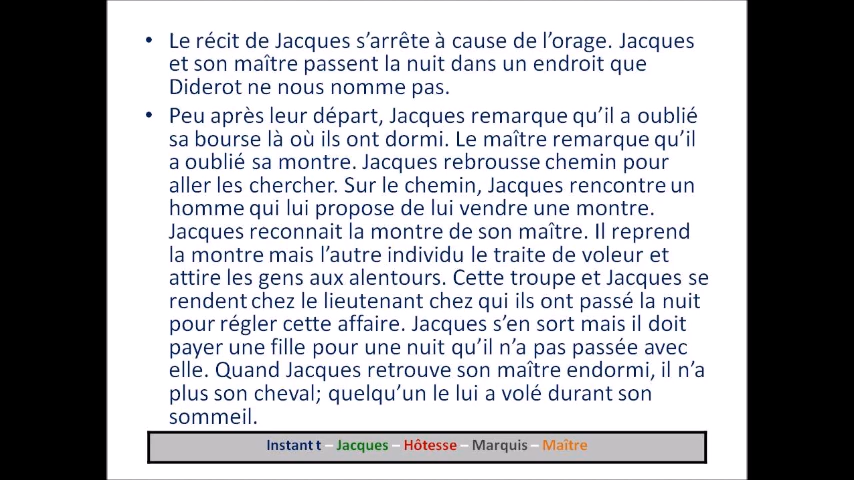 • Le récit de Jacques s’arrête à cause de l’orage. Jacques
et son maître passent la nuit dans un endroit que
Diderot ne nous nomme pas.
• Peu après leur départ, Jacques remarque qu’il a oublié
sa bourse là où ils ont dormi. Le maître remarque qu’il
a oublié sa montre. Jacques rebrousse chemin pour
aller les chercher. Sur le chemin, Jacques rencontre un
homme qui lui propose de lui vendre une montre.
Jacques reconnait la montre de son maître. Il reprend
la montre mais l’autre individu le traite de voleur et
attire les gens aux alentours. Cette troupe et Jacques se
rendent chez le lieutenant chez qui ils ont passé la nuit
pour régler cette affaire. Jacques s’en sort mais il doit
payer une fille pour une nuit qu’il n’a pas passée avec
elle. Quand Jacques retrouve son maître endormi, il n’a
plus son cheval; quelqu’un le lui a volé durant son
sommeil.
Instant t – Jacques – Hôtesse – Marquis – Maître